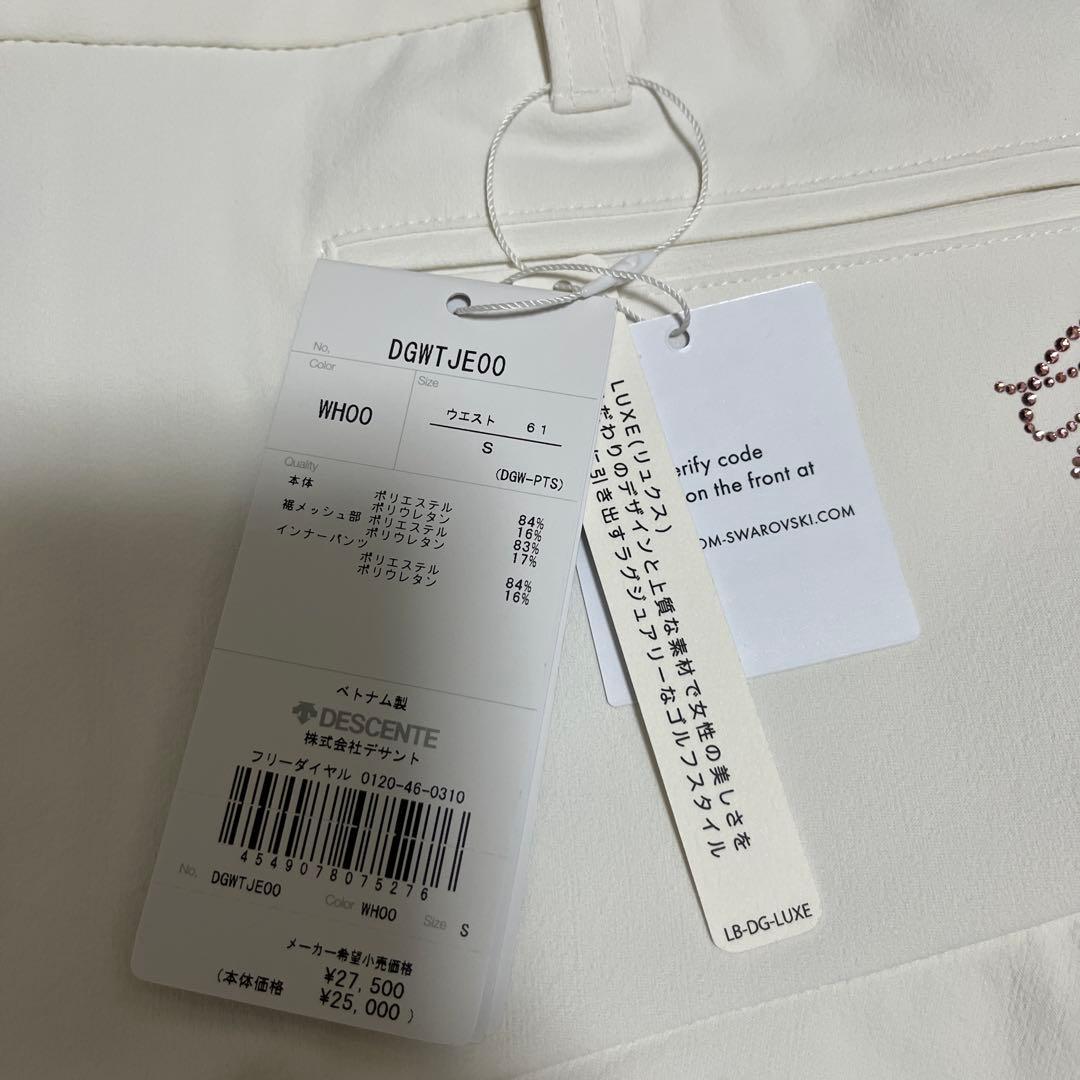 No, DGWTJE00
Color
Size
WH00
ウエスト 61
S
(DGW-PTS)
Quality
本体
ポリエステル 84%
ポリウレタン 16%
裾メッシュ部 ポリエステル 83%
ポリウレタン 17%
インナーパンツ
ポリエステル 84%
ポリウレタン 16%
ベトナム製
DESCENTE
株式会社デサント
フリーダイヤル 0120-46-0310
4549078075276
No, DGWTJE00 Color WH00 Size S
メーカー希望小売価格
¥27,500
(本体価格 ¥25,000)
LUXE(リュクス)
だわりのデザインと上質な素材で女性の美しさを
に引き出すラグジュアリーなゴルフスタイル
LB-DG-LUXE
code
on the front at
OM-SWAROVSKI.COM